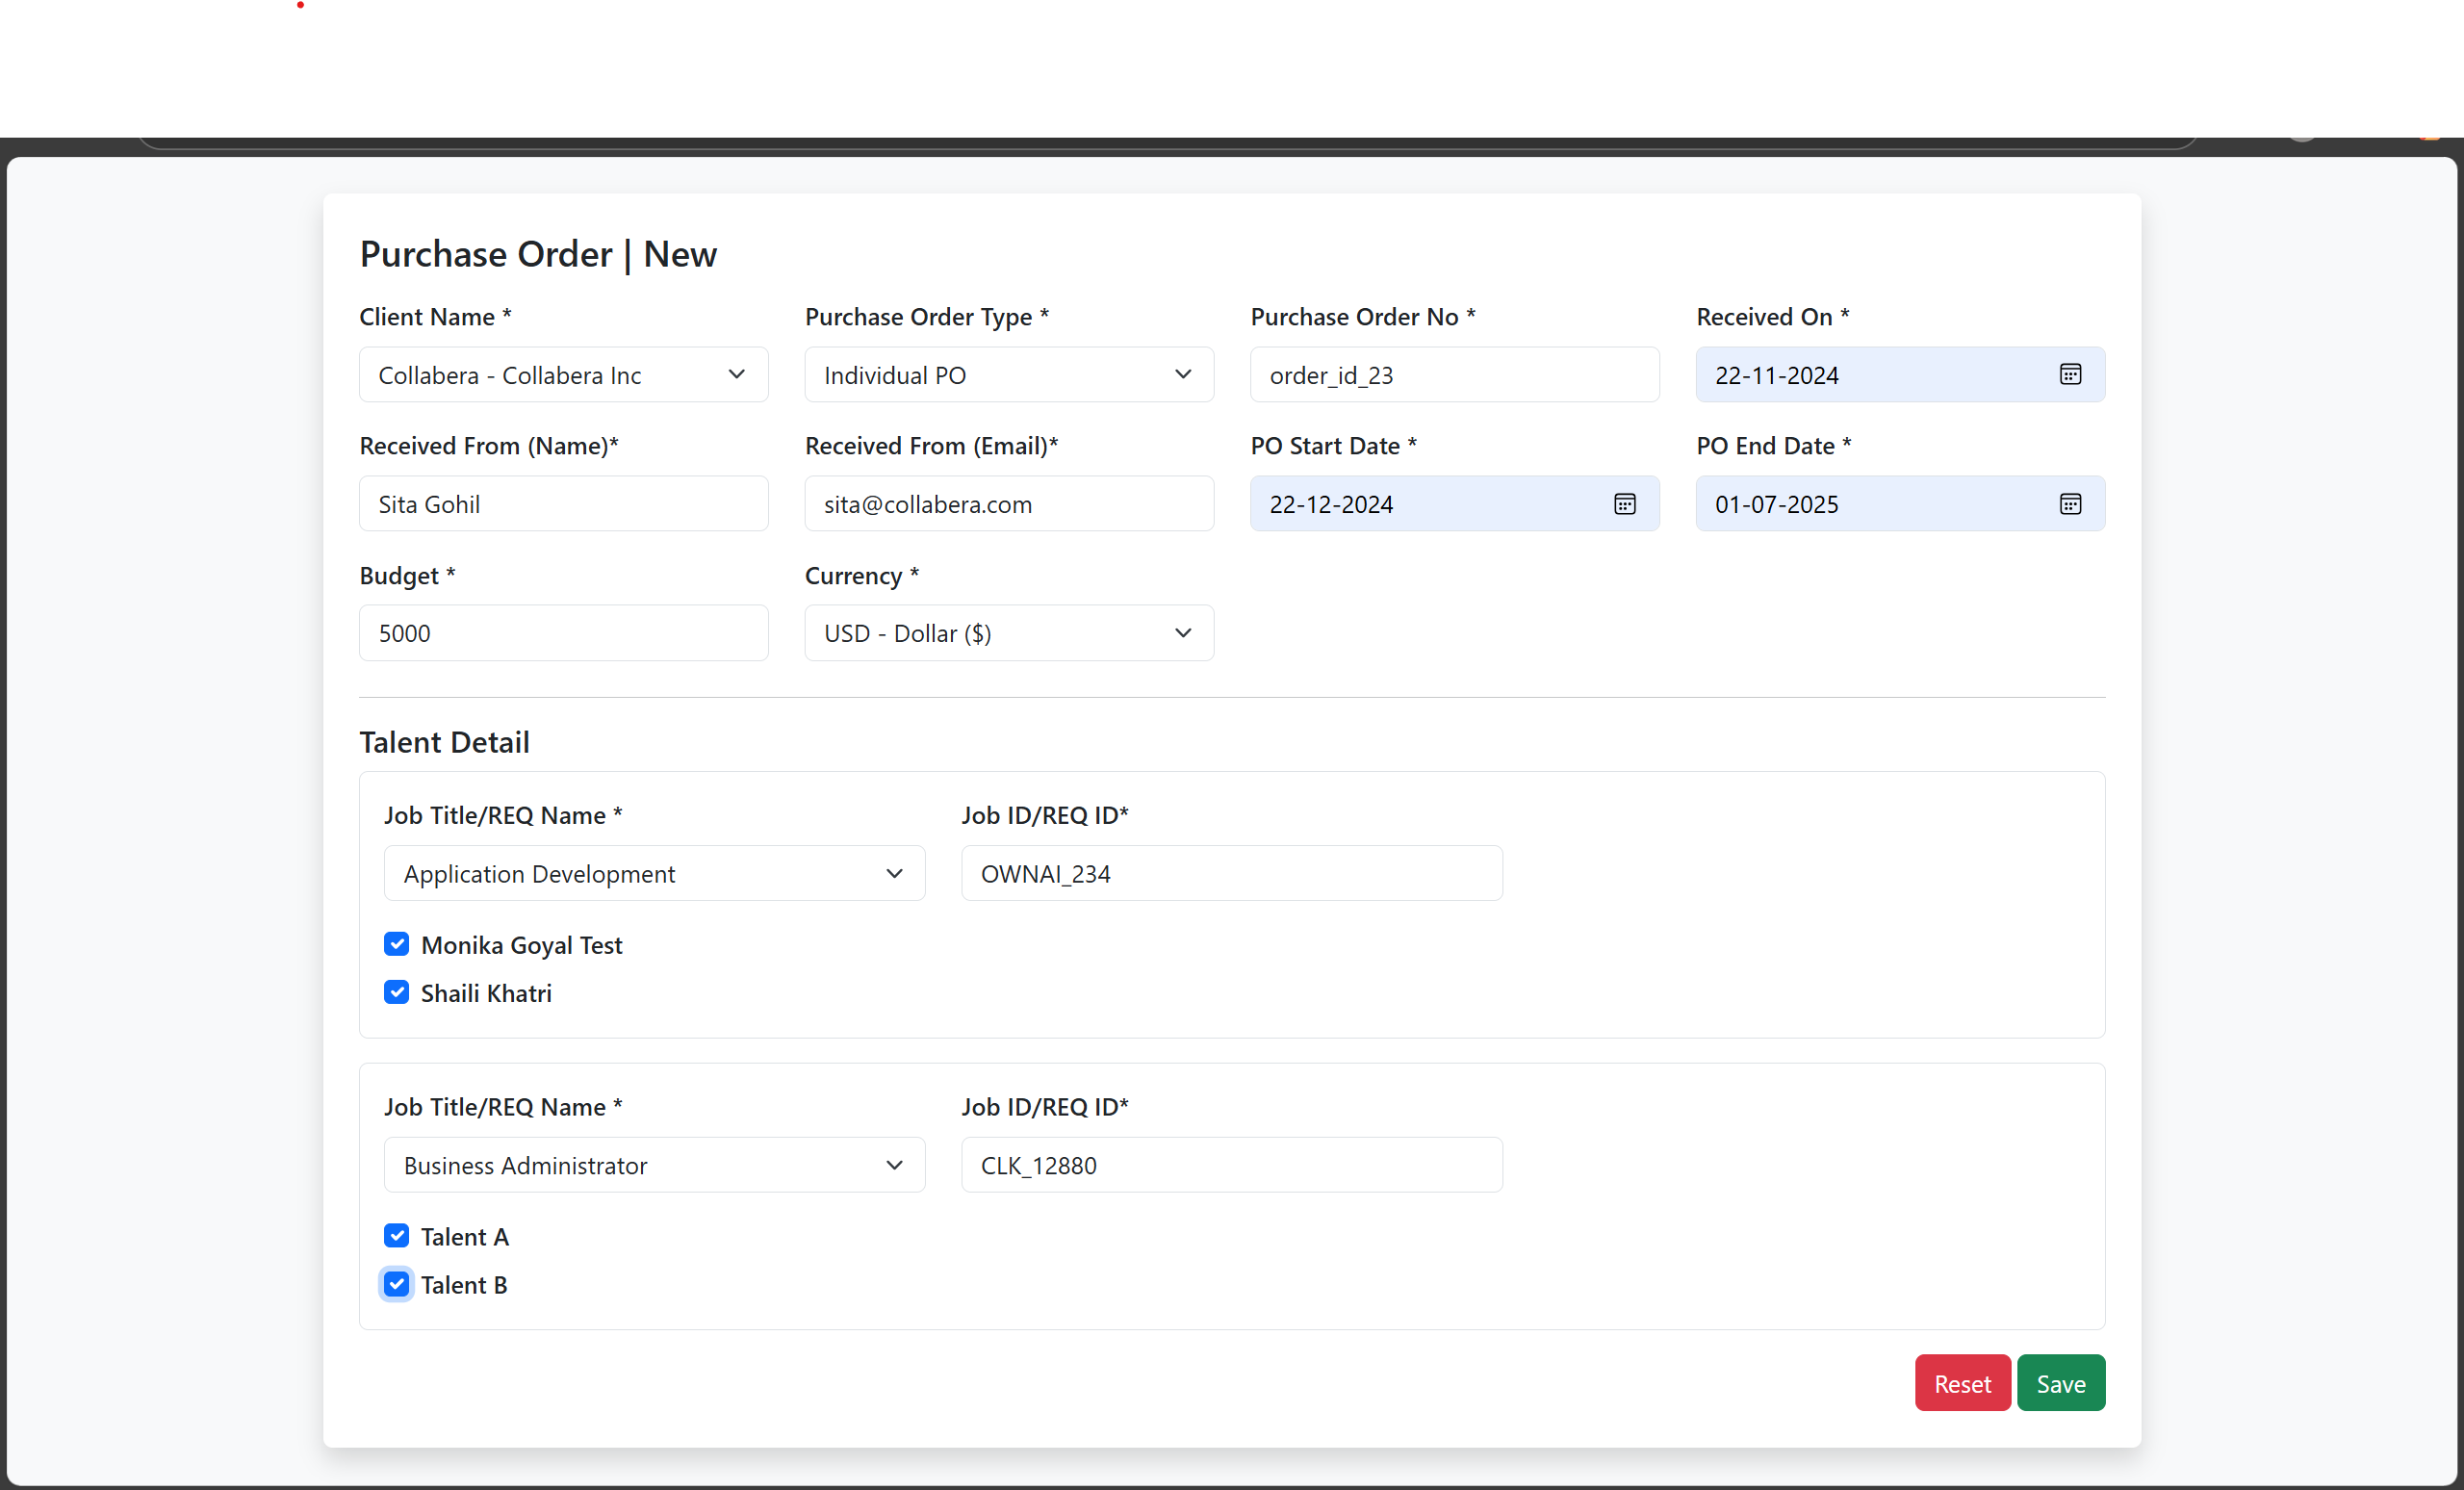 Purchase Order | New
Client Name * Purchase Order Type * Purchase Order No * Received On *
Collabera - Collabera Inc Individual PO order_id_23 22-11-2024
Received From (Name)* Received From (Email)* PO Start Date * PO End Date *
Sita Gohil sita@collabera.com 22-12-2024 01-07-2025
Budget * Currency *
5000 USD - Dollar ($)
Talent Detail
Job Title/REQ Name * Job ID/REQ ID*
Application Development OWNAI_234
Monika Goyal Test
Shaili Khatri
Job Title/REQ Name * Job ID/REQ ID*
Business Administrator CLK_12880
Talent A
Talent B
Reset Save